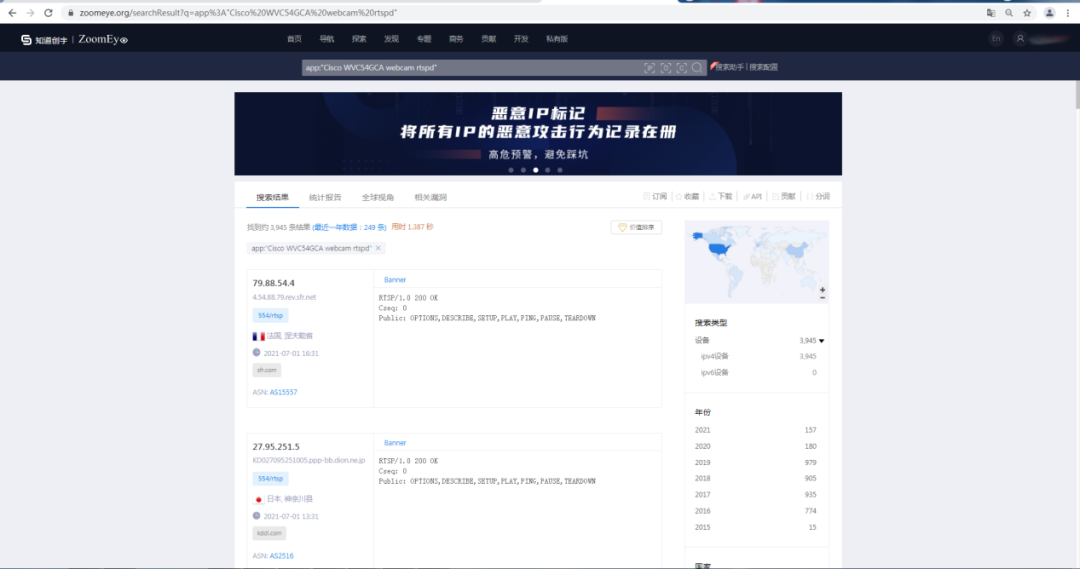 zoomeye.org/searchResult?q=app%3A"Cisco%20WVC54GCA%20webcam%20rtspd"
知道创宇 | ZoomEye
首页 导航 探索 发现 专题 商务 贡献 开发 私有版
En
app:"Cisco WVC54GCA webcam rtspd"
搜索助手 | 搜索配置
恶意IP标记
将所有IP的恶意攻击行为记录在册
高危预警，避免踩坑
搜索结果 统计报告 全球视角 相关漏洞
订阅 收藏 下载 API 贡献 分词
找到约 3,945 条结果 (最近一年数据：249 条) 用时 1.387 秒
价值排序
app:"Cisco WVC54GCA webcam rtspd" ×
79.88.54.4
4.54.88.79.rev.sfr.net
554/rtsp
法国,
2021-07-01 16:31
sfr.com
ASN: AS15557
Banner
RTSP/1.0 200 OK
Cseq: 0
Public: OPTIONS,DESCRIBE,SETUP,PLAY,PING,PAUSE,TEARDOWN
27.95.251.5
KD027095251005.ppp-bb.dion.ne.jp
554/rtsp
日本, 神奈川县
2021-07-01 13:31
kddi.com
ASN: AS2516
Banner
RTSP/1.0 200 OK
Cseq: 0
Public: OPTIONS,DESCRIBE,SETUP,PLAY,PING,PAUSE,TEARDOWN
+
−
搜索类型
设备 3,945
ipv4设备 3,945
ipv6设备 0
年份
2021 157
2020 180
2019 979
2018 905
2017 935
2016 774
2015 15
国家